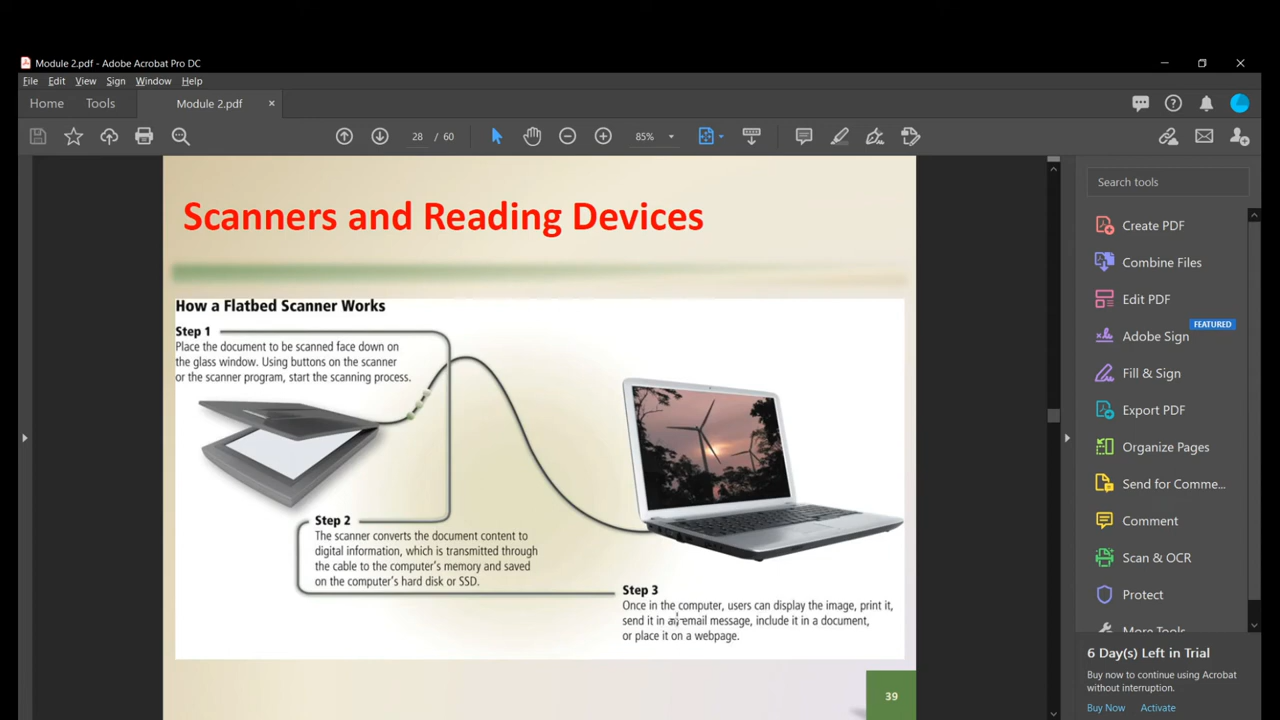 Module 2.pdf - Adobe Acrobat Pro DC
File Edit View Sign Window Help
Home Tools Module 2.pdf ×
28 / 60 85%
Search tools
Scanners and Reading Devices
How a Flatbed Scanner Works
Step 1
Place the document to be scanned face down on
the glass window. Using buttons on the scanner
or the scanner program, start the scanning process.
Step 2
The scanner converts the document content to
digital information, which is transmitted through
the cable to the computer's memory and saved
on the computer's hard disk or SSD.
Step 3
Once in the computer, users can display the image, print it,
send it in an email message, include it in a document,
or place it on a webpage.
39
Create PDF
Combine Files
Edit PDF
FEATURED
Adobe Sign
Fill & Sign
Export PDF
Organize Pages
Send for Comme...
Comment
Scan & OCR
Protect
More Tools
6 Day(s) Left in Trial
Buy now to continue using Acrobat
without interruption.
Buy Now Activate